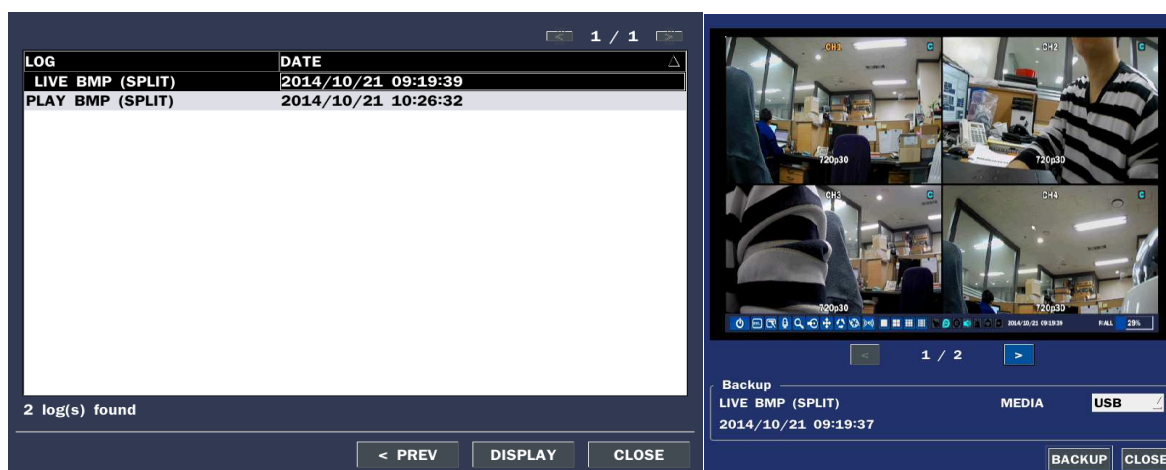 < 1 / 1 >
LOG DATE
LIVE BMP (SPLIT) 2014/10/21 09:19:39
PLAY BMP (SPLIT) 2014/10/21 10:26:32
2 log(s) found
< PREV DISPLAY CLOSE
CH1 C CH2 C
720p30 720p30
CH3 C CH4 C
720p30 720p30
2014/10/21 09:19:39 R:ALL 29%
< 1 / 2 >
Backup
LIVE BMP (SPLIT) MEDIA USB
2014/10/21 09:19:37
BACKUP CLOSE